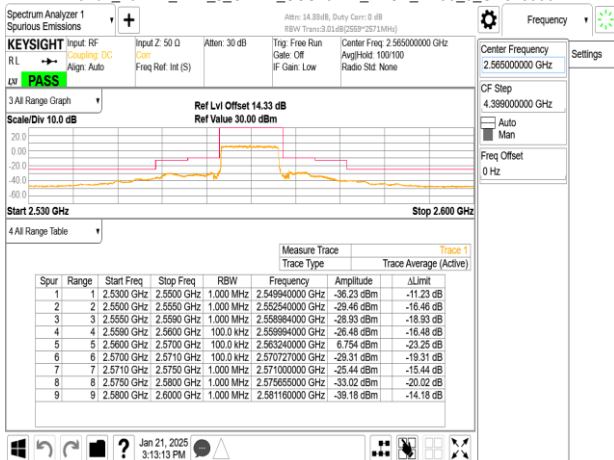 Spectrum Analyzer 1
Spurious Emissions
+
Attn: 14.33dB, Duty Corr: 0 dB
RBW Trans:3.01dB(2559~2571MHz)
Frequency
Settings
KEYSIGHT
RL
PASS
Input: RF
Coupling: DC
Align: Auto
Input Z: 50 Ω
Corr
Freq Ref: Int (S)
Atten: 30 dB
Trig: Free Run
Gate: Off
IF Gain: Low
Center Freq: 2.565000000 GHz
Avg|Hold: 100/100
Radio Std: None
Center Frequency
2.565000000 GHz
CF Step
4.399000000 GHz
Auto
Man
Freq Offset
0 Hz
3 All Range Graph
Scale/Div 10.0 dB
Ref Lvl Offset 14.33 dB
Ref Value 30.00 dBm
20.0
0.00
-20.0
-40.0
-60.0
Start 2.530 GHz
Stop 2.600 GHz
4 All Range Table
Measure Trace Trace 1
Trace Type Trace Average (Active)
Spur Range Start Freq Stop Freq RBW Frequency Amplitude ΔLimit
1 1 2.5300 GHz 2.5500 GHz 1.000 MHz 2.549940000 GHz -36.23 dBm -11.23 dB
2 2 2.5500 GHz 2.5550 GHz 1.000 MHz 2.552540000 GHz -29.46 dBm -16.46 dB
3 3 2.5550 GHz 2.5590 GHz 1.000 MHz 2.558984000 GHz -28.93 dBm -18.93 dB
4 4 2.5590 GHz 2.5600 GHz 100.0 kHz 2.559994000 GHz -26.48 dBm -16.48 dB
5 5 2.5600 GHz 2.5700 GHz 100.0 kHz 2.563240000 GHz 6.754 dBm -23.25 dB
6 6 2.5700 GHz 2.5710 GHz 100.0 kHz 2.570727000 GHz -29.31 dBm -19.31 dB
7 7 2.5710 GHz 2.5750 GHz 1.000 MHz 2.571000000 GHz -25.44 dBm -15.44 dB
8 8 2.5750 GHz 2.5800 GHz 1.000 MHz 2.575655000 GHz -33.02 dBm -20.02 dB
9 9 2.5800 GHz 2.6000 GHz 1.000 MHz 2.581160000 GHz -39.18 dBm -14.18 dB
?
Jan 21, 2025
3:13:13 PM